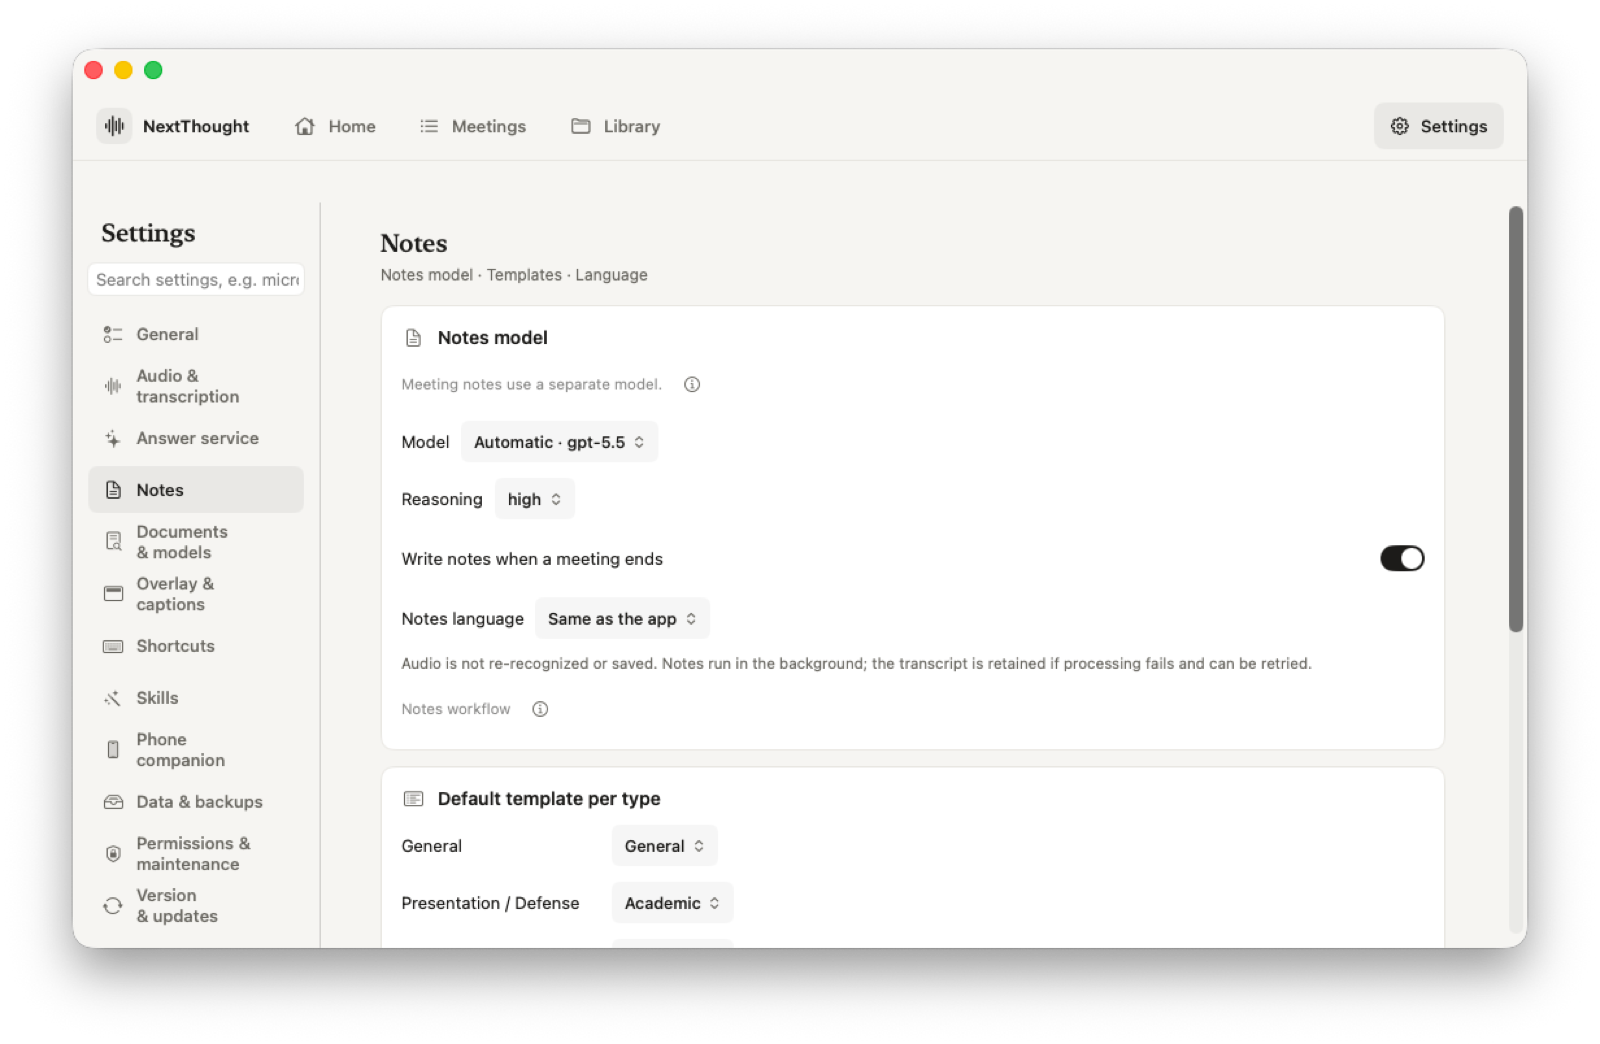 NextThought
Home
Meetings
Library
Settings
Settings
Search settings, e.g. micr
General
Audio &
transcription
Answer service
Notes
Documents
& models
Overlay &
captions
Shortcuts
Skills
Phone
companion
Data & backups
Permissions &
maintenance
Version
& updates
Notes
Notes model · Templates · Language
Notes model
Meeting notes use a separate model.
Model Automatic · gpt-5.5
Reasoning high
Write notes when a meeting ends
Notes language Same as the app
Audio is not re-recognized or saved. Notes run in the background; the transcript is retained if processing fails and can be retried.
Notes workflow
Default template per type
General General
Presentation / Defense Academic